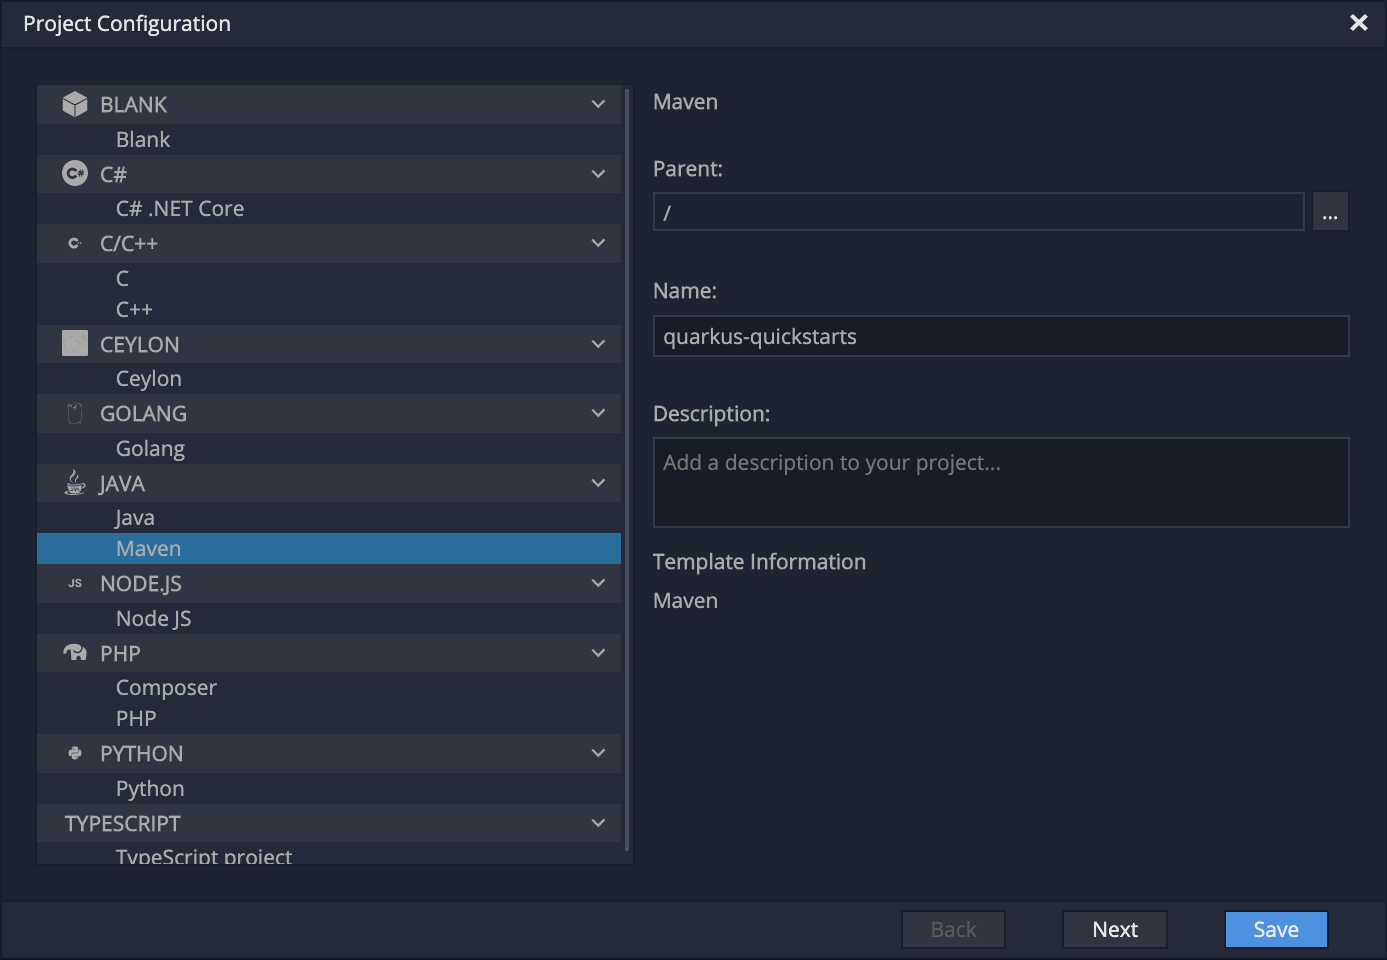 Project Configuration
BLANK
Blank
C#
C# .NET Core
C/C++
C
C++
CEYLON
Ceylon
GOLANG
Golang
JAVA
Java
Maven
JS NODE.JS
Node JS
PHP
Composer
PHP
PYTHON
Python
TYPESCRIPT
TypeScript project
Maven
Parent:
/
...
Name:
quarkus-quickstarts
Description:
Add a description to your project...
Template Information
Maven
Back
Next
Save